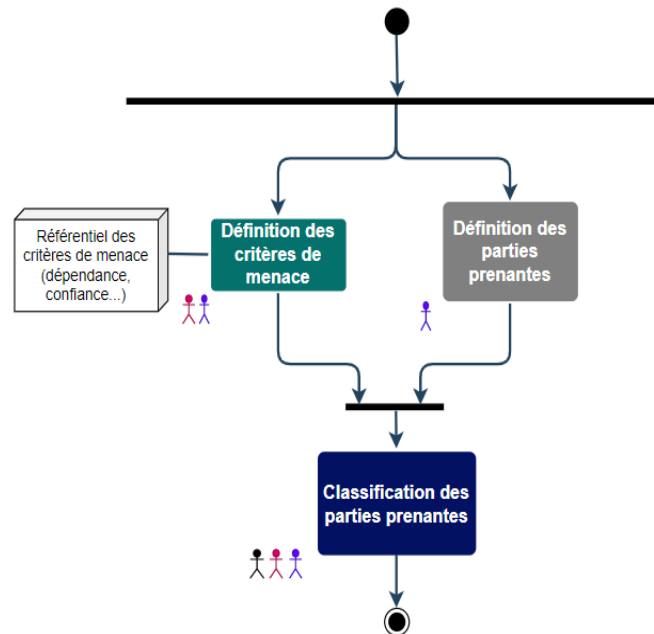 Référentiel des
critères de menace
(dépendance,
confiance...)
Définition des
critères de
menace
Définition des
parties
prenantes
Classification des
parties prenantes